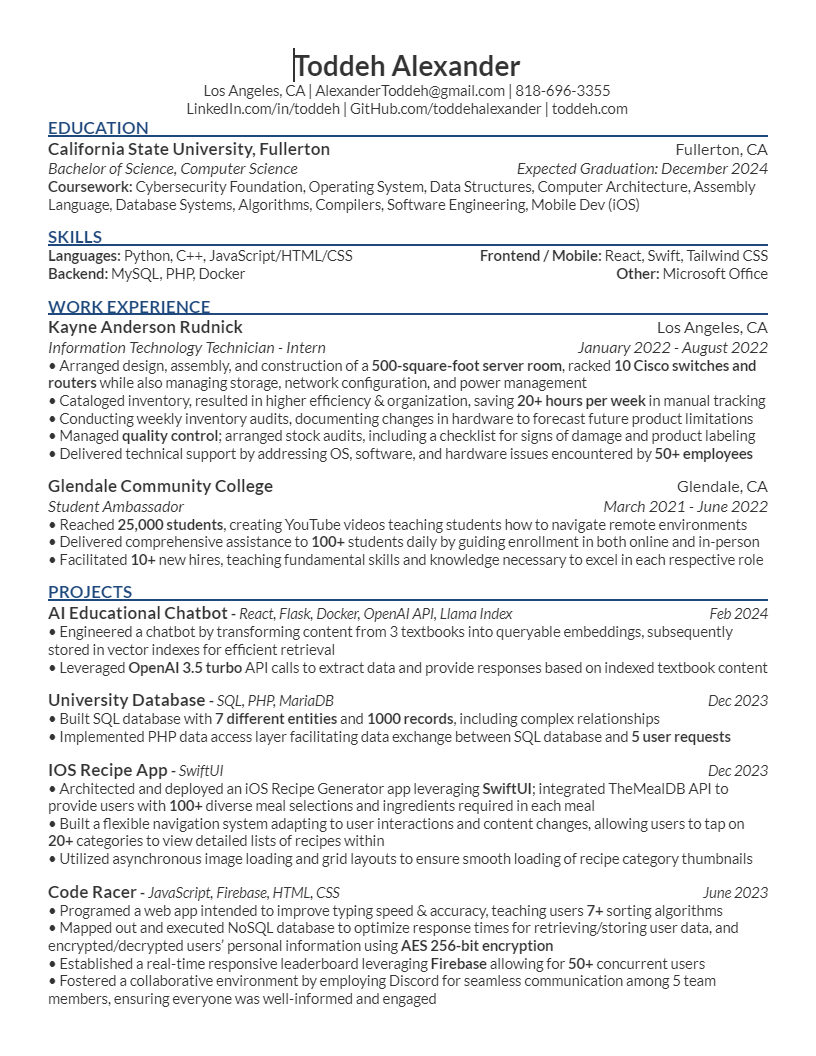 Toddeh Alexander
Los Angeles, CA | AlexanderToddeh@gmail.com | 818-696-3355
LinkedIn.com/in/toddeh | GitHub.com/toddehalexander | toddeh.com
EDUCATION
California State University, Fullerton Fullerton, CA
Bachelor of Science, Computer Science Expected Graduation: December 2024
Coursework: Cybersecurity Foundation, Operating System, Data Structures, Computer Architecture, Assembly
Language, Database Systems, Algorithms, Compilers, Software Engineering, Mobile Dev (iOS)
SKILLS
Languages: Python, C++, JavaScript/HTML/CSS Frontend / Mobile: React, Swift, Tailwind CSS
Backend: MySQL, PHP, Docker Other: Microsoft Office
WORK EXPERIENCE
Kayne Anderson Rudnick Los Angeles, CA
Information Technology Technician - Intern January 2022 - August 2022
• Arranged design, assembly, and construction of a 500-square-foot server room, racked 10 Cisco switches and
routers while also managing storage, network configuration, and power management
• Cataloged inventory, resulted in higher efficiency & organization, saving 20+ hours per week in manual tracking
• Conducting weekly inventory audits, documenting changes in hardware to forecast future product limitations
• Managed quality control; arranged stock audits, including a checklist for signs of damage and product labeling
• Delivered technical support by addressing OS, software, and hardware issues encountered by 50+ employees
Glendale Community College Glendale, CA
Student Ambassador March 2021 - June 2022
• Reached 25,000 students, creating YouTube videos teaching students how to navigate remote environments
• Delivered comprehensive assistance to 100+ students daily by guiding enrollment in both online and in-person
• Facilitated 10+ new hires, teaching fundamental skills and knowledge necessary to excel in each respective role
PROJECTS
AI Educational Chatbot - React, Flask, Docker, OpenAI API, Llama Index Feb 2024
• Engineered a chatbot by transforming content from 3 textbooks into queryable embeddings, subsequently
stored in vector indexes for efficient retrieval
• Leveraged OpenAI 3.5 turbo API calls to extract data and provide responses based on indexed textbook content
University Database - SQL, PHP, MariaDB Dec 2023
• Built SQL database with 7 different entities and 1000 records, including complex relationships
• Implemented PHP data access layer facilitating data exchange between SQL database and 5 user requests
IOS Recipe App - SwiftUI Dec 2023
• Architected and deployed an iOS Recipe Generator app leveraging SwiftUI; integrated TheMealDB API to
provide users with 100+ diverse meal selections and ingredients required in each meal
• Built a flexible navigation system adapting to user interactions and content changes, allowing users to tap on
20+ categories to view detailed lists of recipes within
• Utilized asynchronous image loading and grid layouts to ensure smooth loading of recipe category thumbnails
Code Racer - JavaScript, Firebase, HTML, CSS June 2023
• Programed a web app intended to improve typing speed & accuracy, teaching users 7+ sorting algorithms
• Mapped out and executed NoSQL database to optimize response times for retrieving/storing user data, and
encrypted/decrypted users’ personal information using AES 256-bit encryption
• Established a real-time responsive leaderboard leveraging Firebase allowing for 50+ concurrent users
• Fostered a collaborative environment by employing Discord for seamless communication among 5 team
members, ensuring everyone was well-informed and engaged